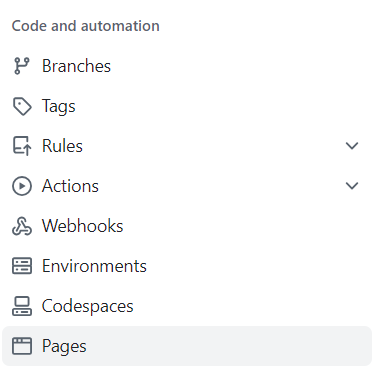 Code and automation
Branches
Tags
Rules
Actions
Webhooks
Environments
Codespaces
Pages